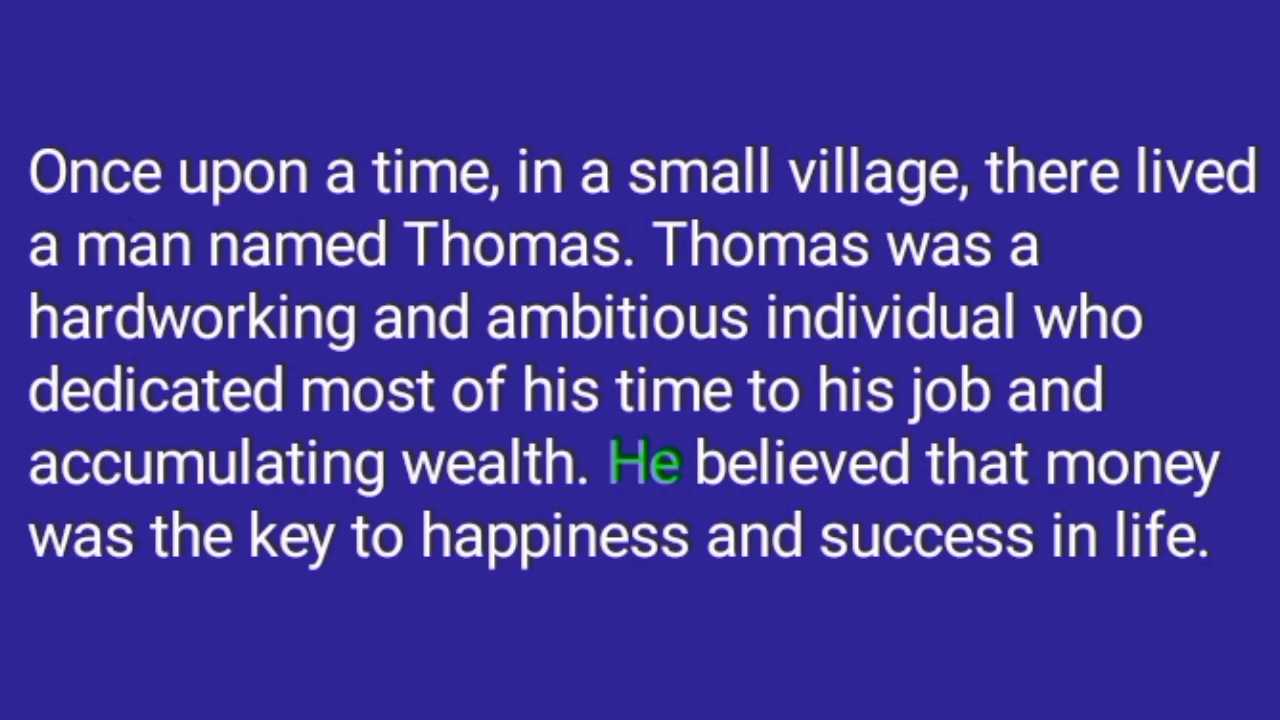 Once upon a time, in a small village, there lived
a man named Thomas. Thomas was a
hardworking and ambitious individual who
dedicated most of his time to his job and
accumulating wealth. He believed that money
was the key to happiness and success in life.